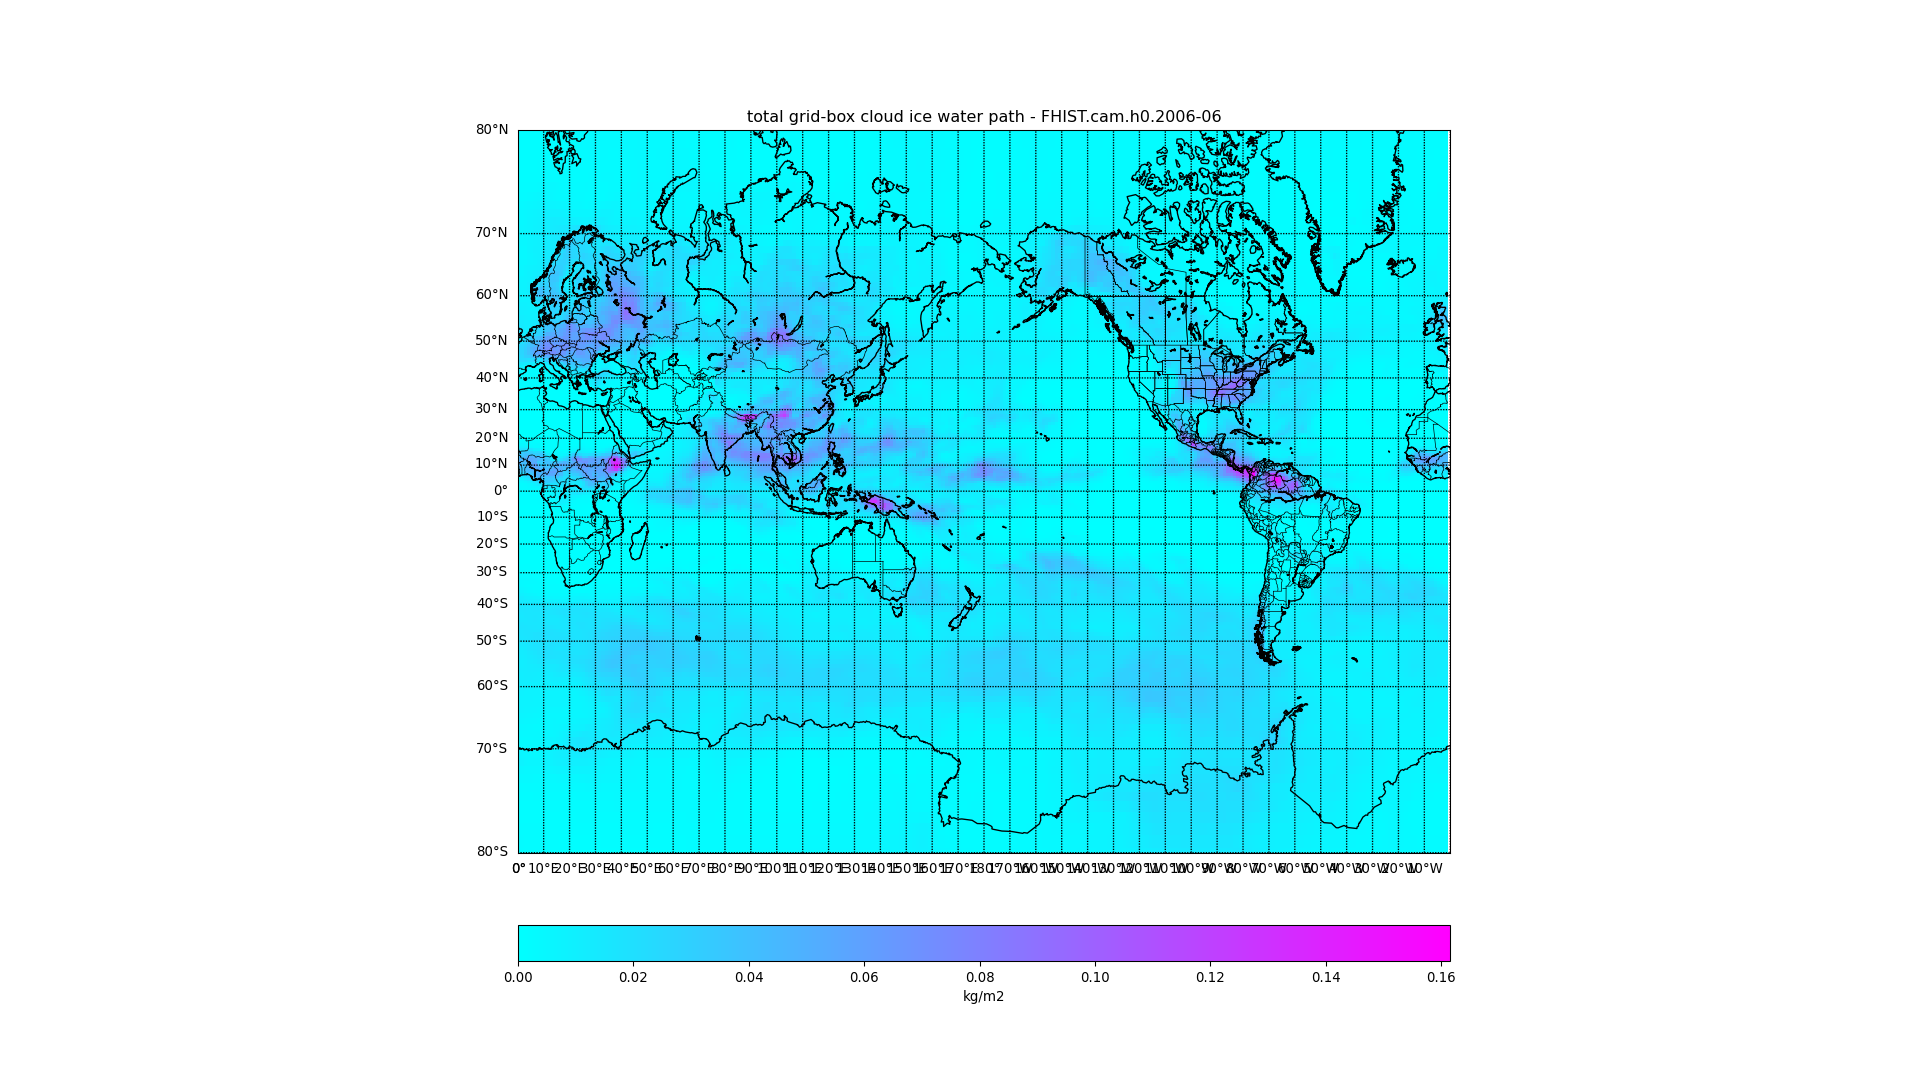 total grid-box cloud ice water path - FHIST.cam.h0.2006-06
80°N
70°N
60°N
50°N
40°N
30°N
20°N
10°N
0°
10°S
20°S
30°S
40°S
50°S
60°S
70°S
80°S
0° 10°E 20°E 30°E 40°E 50°E 60°E 70°E 80°E 90°E 100°E 110°E 120°E 130°E 140°E 150°E 160°E 170°E 180° 170°W 160°W 150°W 140°W 130°W 120°W 110°W 100°W 90°W 80°W 70°W 60°W 50°W 40°W 30°W 20°W 10°W
0.00 0.02 0.04 0.06 0.08 0.10 0.12 0.14 0.16
kg/m2